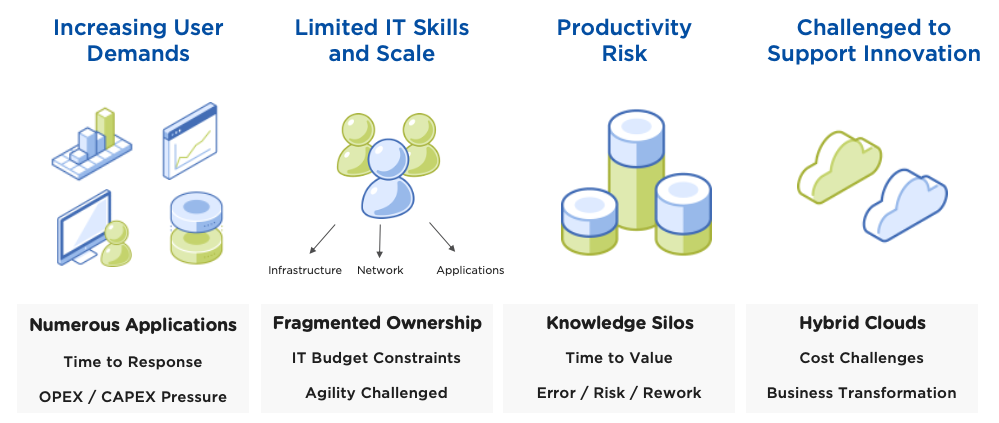 Increasing User
Demands
Limited IT Skills
and Scale
Productivity
Risk
Challenged to
Support Innovation
Infrastructure
Network
Applications
Numerous Applications
Time to Response
OPEX / CAPEX Pressure
Fragmented Ownership
IT Budget Constraints
Agility Challenged
Knowledge Silos
Time to Value
Error / Risk / Rework
Hybrid Clouds
Cost Challenges
Business Transformation